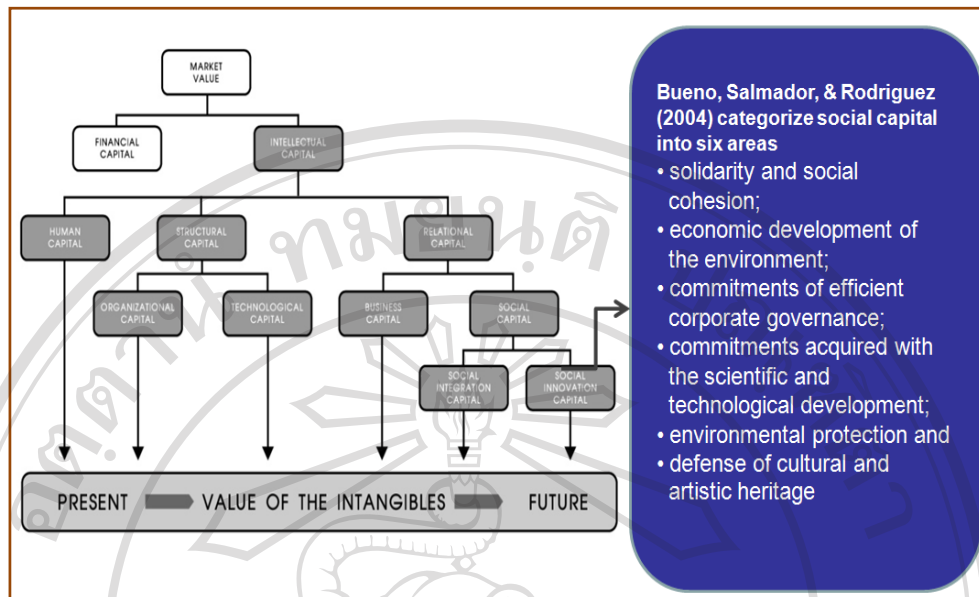 MARKET
VALUE
FINANCIAL
CAPITAL
INTELLECTUAL
CAPITAL
HUMAN
CAPITAL
STRUCTURAL
CAPITAL
RELATIONAL
CAPITAL
ORGANIZATIONAL
CAPITAL
TECHNOLOGICAL
CAPITAL
BUSINESS
CAPITAL
SOCIAL
CAPITAL
SOCIAL
INTEGRATION
CAPITAL
SOCIAL
INNOVATION
CAPITAL
PRESENT VALUE OF THE INTANGIBLES FUTURE
Bueno, Salmador, & Rodriguez
(2004) categorize social capital
into six areas
• solidarity and social
cohesion;
• economic development of
the environment;
• commitments of efficient
corporate governance;
• commitments acquired with
the scientific and
technological development;
• environmental protection and
• defense of cultural and
artistic heritage